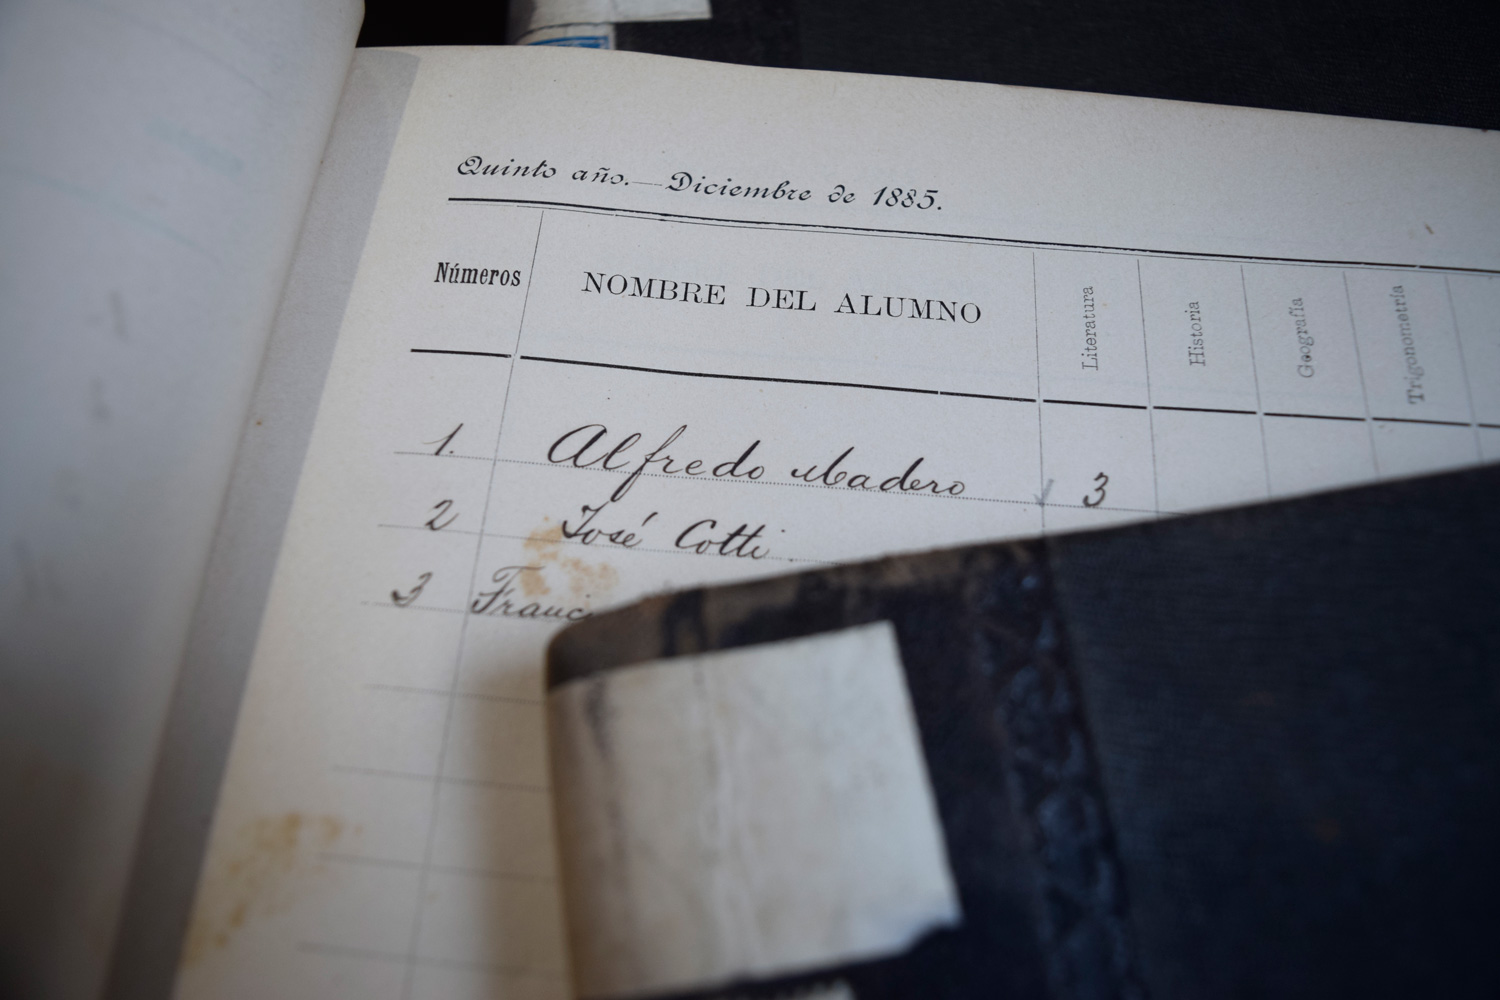 Quinto año.—Diciembre de 1885.
Números
NOMBRE DEL ALUMNO
Literatura
Historia
Geografía
Trigonometría
1. Alfredo Madero 3
2 José Cotti.
3 Franci